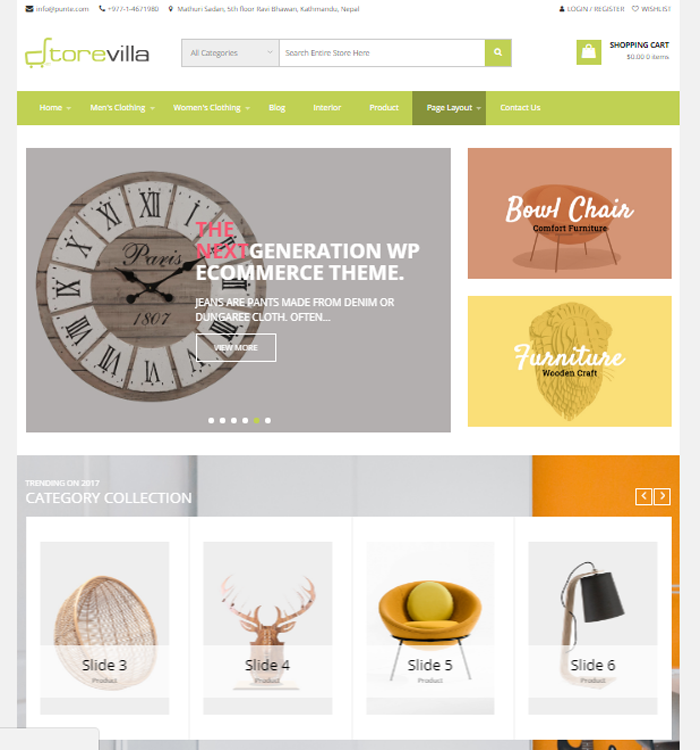 info@punte.com +977-1-4671980 Mathuri Sadan, 5th floor Ravi Bhawan, Kathmandu, Nepal LOGIN / REGISTER WISHLIST
storevilla
All Categories Search Entire Store Here
SHOPPING CART
$0.00 0 items
Home Men's Clothing Women's Clothing Blog Interior Product Page Layout Contact Us
Paris
1807
THE
NEXTGENERATION WP
ECOMMERCE THEME.
JEANS ARE PANTS MADE FROM DENIM OR
DUNGAREE CLOTH. OFTEN...
VIEW MORE
Bowl Chair
Comfort Furniture
Furniture
Wooden Craft
TRENDING ON 2017
CATEGORY COLLECTION
Slide 3
Product
Slide 4
Product
Slide 5
Product
Slide 6
Product